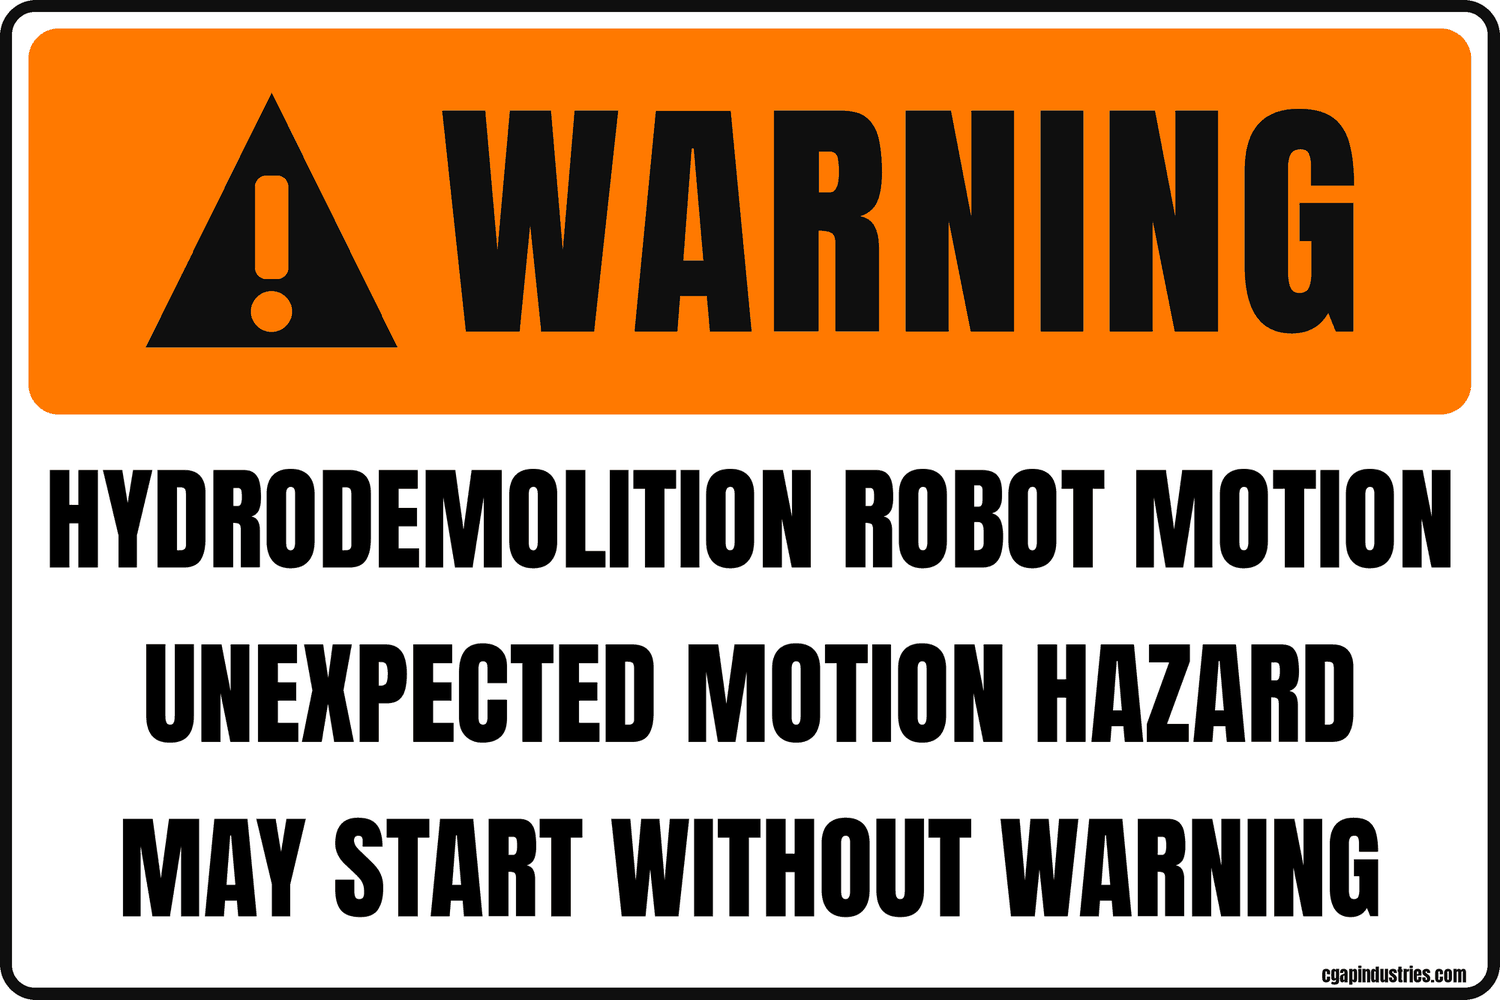 WARNING
HYDRODEMOLITION ROBOT MOTION
UNEXPECTED MOTION HAZARD
MAY START WITHOUT WARNING
cgapindustries.com